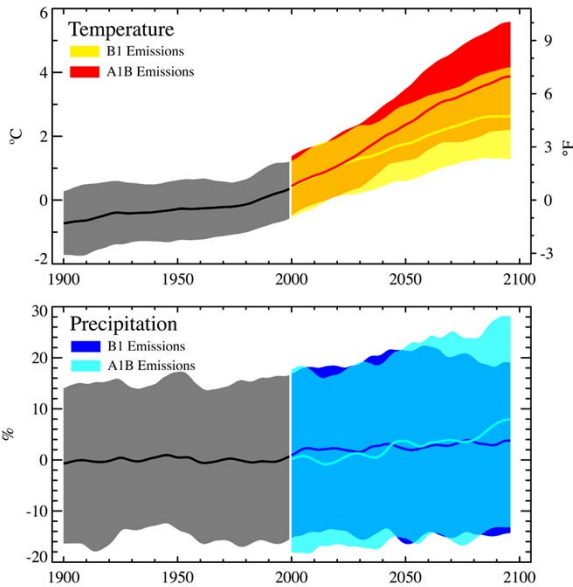 Temperature
B1 Emissions
A1B Emissions
6
4
2
0
-2
°C
9
6
3
0
-3
°F
1900 1950 2000 2050 2100
Precipitation
B1 Emissions
A1B Emissions
30
20
10
0
-10
-20
%
1900 1950 2000 2050 2100